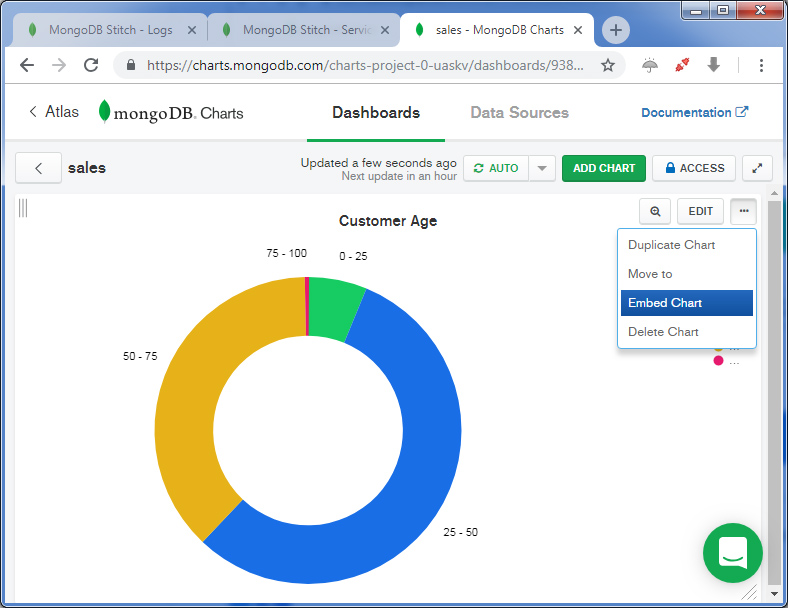 MongoDB Stitch - Logs
MongoDB Stitch - Servic
sales - MongoDB Charts
https://charts.mongodb.com/charts-project-0-uaskv/dashboards/938...
Atlas
mongoDB. Charts
Dashboards
Data Sources
Documentation
sales
Updated a few seconds ago
Next update in an hour
AUTO
ADD CHART
ACCESS
EDIT
...
Customer Age
Duplicate Chart
Move to
Embed Chart
Delete Chart
...
...
75 - 100
0 - 25
50 - 75
25 - 50